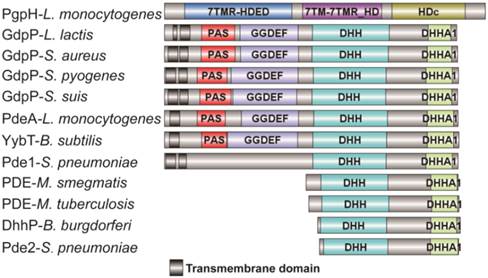 PgpH-L. monocytogenes 7TMR-HDED 7TM-7TMR_HD HDc
GdpP-L. lactis PAS GGDEF DHH DHHA1
GdpP-S. aureus PAS GGDEF DHH DHHA1
GdpP-S. pyogenes PAS GGDEF DHH DHHA1
GdpP-S. suis PAS GGDEF DHH DHHA1
PdeA-L. monocytogenes PAS GGDEF DHH DHHA1
YybT-B. subtilis PAS GGDEF DHH DHHA1
Pde1-S. pneumoniae DHH DHHA1
PDE-M. smegmatis DHH DHHA1
PDE-M. tuberculosis DHH DHHA1
DhhP-B. burgdorferi DHH DHHA1
Pde2-S. pneumoniae DHH DHHA1
Transmembrane domain